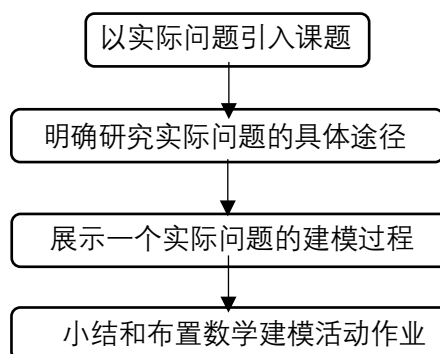 以实际问题引入课题
明确研究实际问题的具体途径
展示一个实际问题的建模过程
小结和布置数学建模活动作业